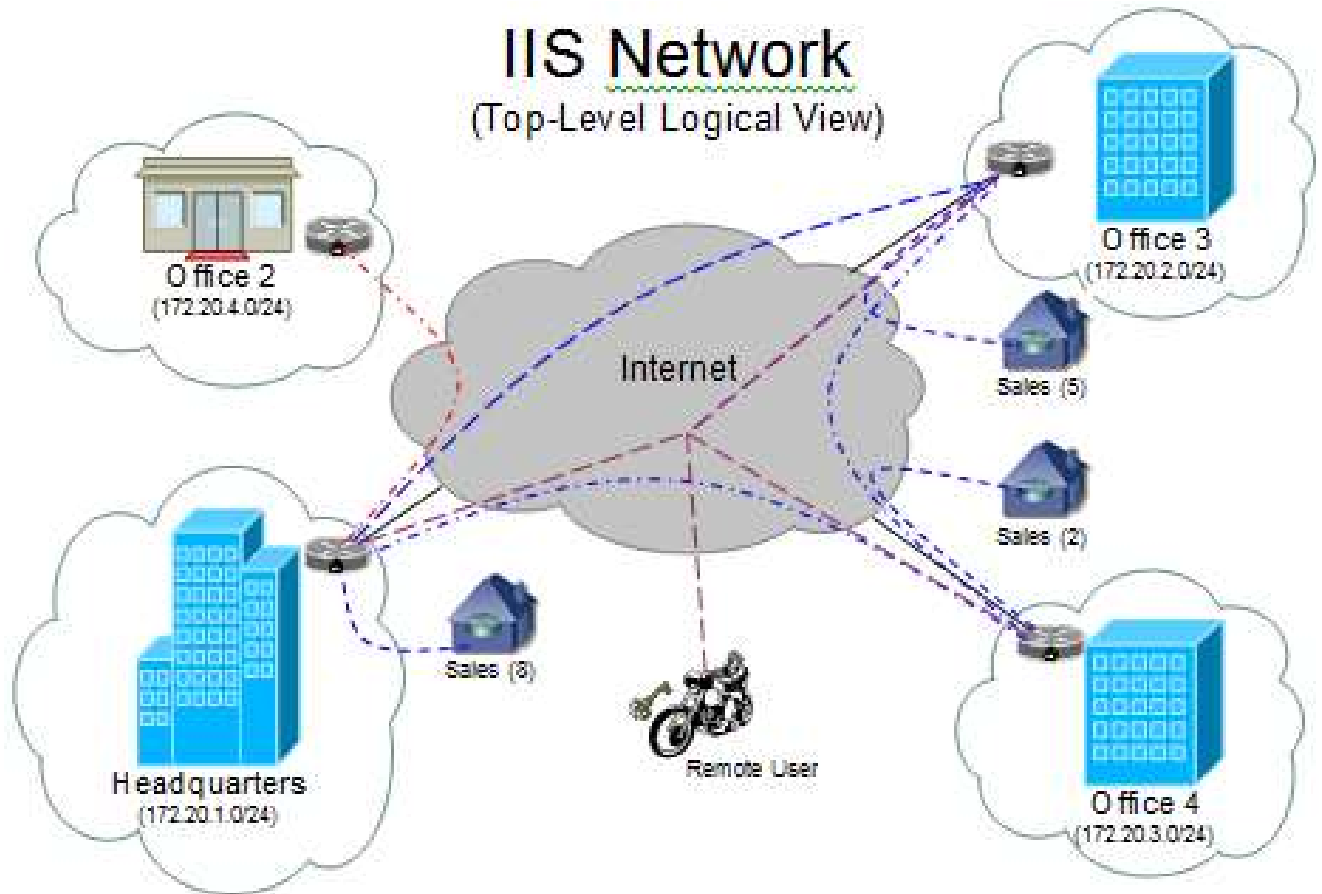 IIS Network
(Top-Level Logical View)
Office 2
(172.20.4.0/24)
Office 3
(172.20.2.0/24)
Internet
Sales (5)
Sales (2)
Sales (8)
Remote User
Headquarters
(172.20.1.0/24)
Office 4
(172.20.3.0/24)